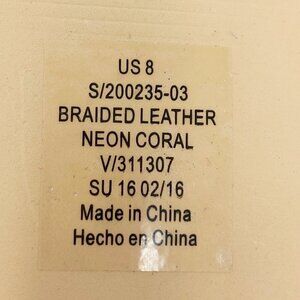 US 8
S/200235-03
BRAIDED LEATHER
NEON CORAL
V/311307
SU 16 02/16
Made in China
Hecho en China